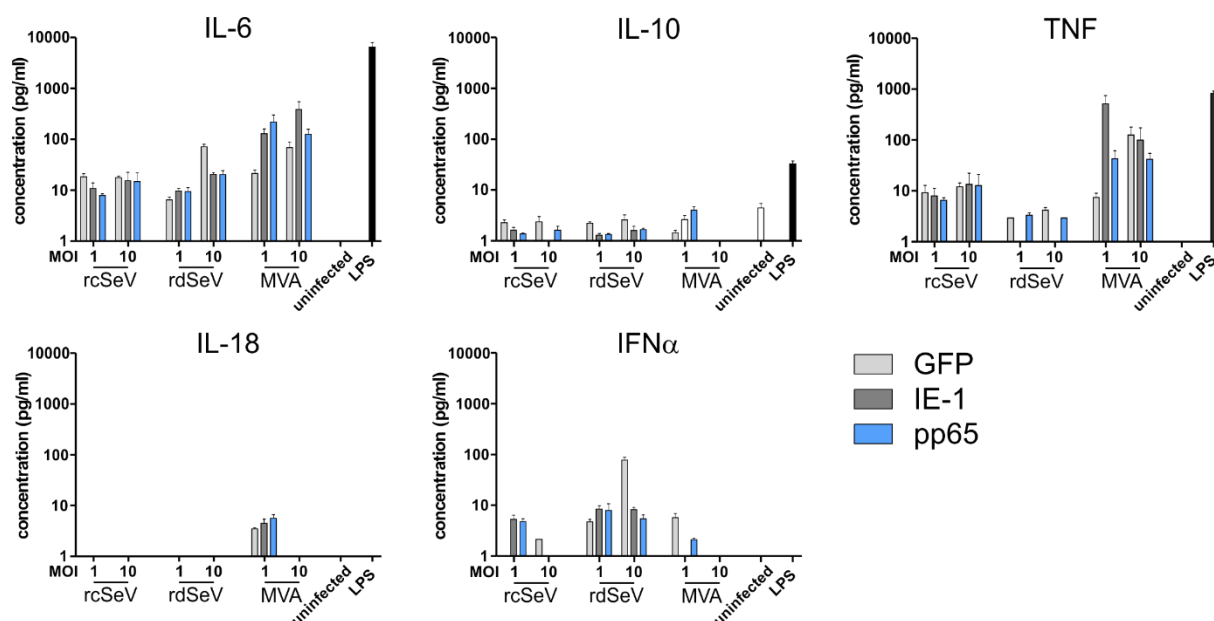 IL-6
concentration (pg/ml)
10000
1000
100
10
1
MOI 1 10 1 10 1 10
rcSeV rdSeV MVA uninfected LPS
IL-10
concentration (pg/ml)
10000
1000
100
10
1
MOI 1 10 1 10 1 10
rcSeV rdSeV MVA uninfected LPS
TNF
concentration (pg/ml)
10000
1000
100
10
1
MOI 1 10 1 10 1 10
rcSeV rdSeV MVA uninfected LPS
IL-18
concentration (pg/ml)
10000
1000
100
10
1
MOI 1 10 1 10 1 10
rcSeV rdSeV MVA uninfected LPS
IFNα
concentration (pg/ml)
10000
1000
100
10
1
MOI 1 10 1 10 1 10
rcSeV rdSeV MVA uninfected LPS
GFP
IE-1
pp65